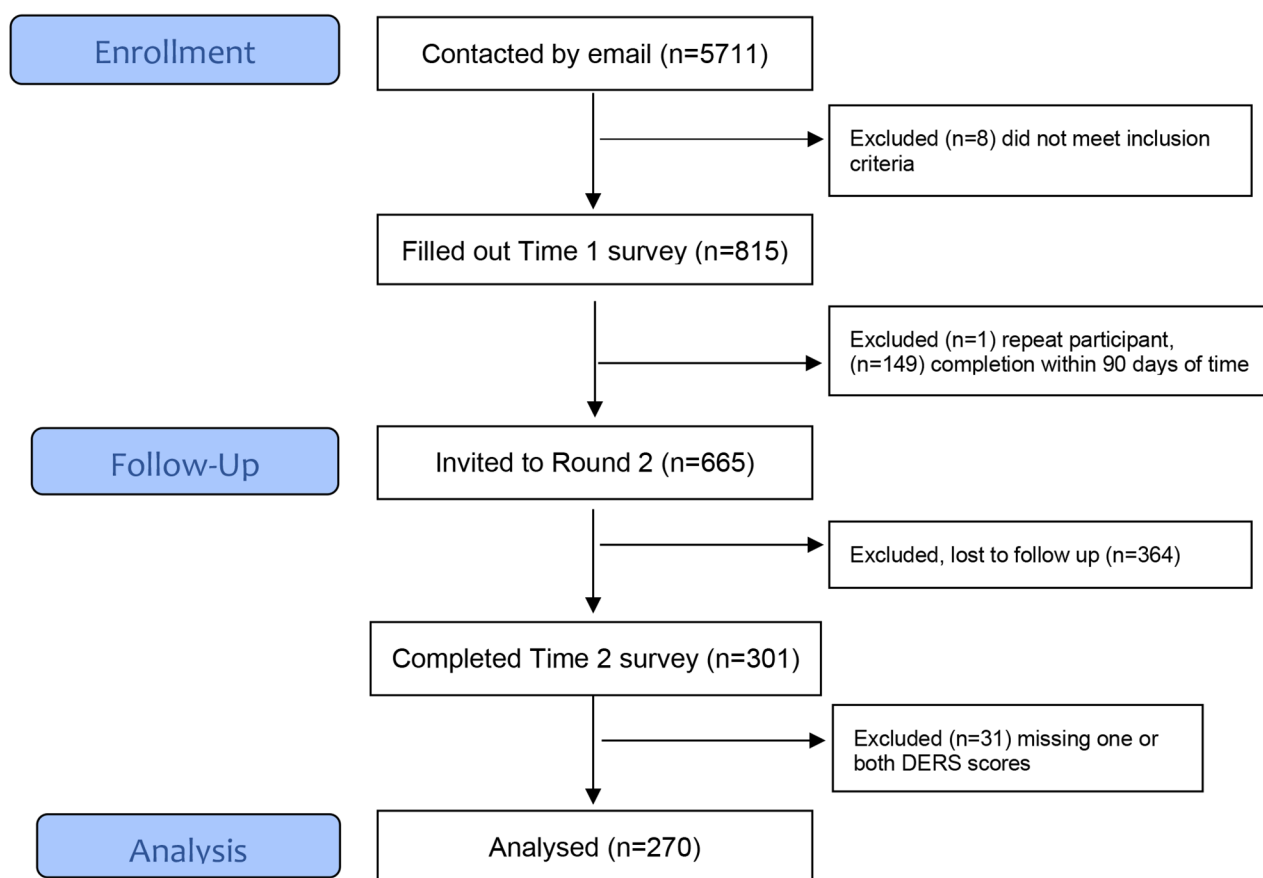 Enrollment
Contacted by email (n=5711)
Excluded (n=8) did not meet inclusion
criteria
Filled out Time 1 survey (n=815)
Excluded (n=1) repeat participant,
(n=149) completion within 90 days of time
Follow-Up
Invited to Round 2 (n=665)
Excluded, lost to follow up (n=364)
Completed Time 2 survey (n=301)
Excluded (n=31) missing one or
both DERS scores
Analysis
Analysed (n=270)